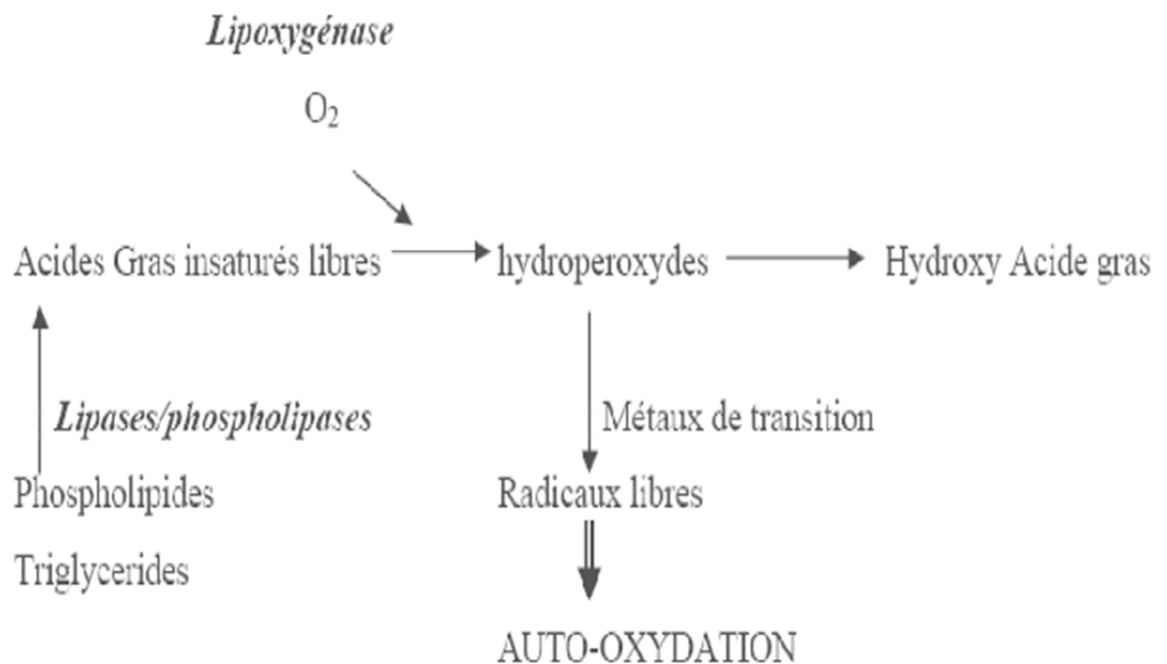 Lipoxygénase
O₂
Acides Gras insaturés libres
hydroperoxydes
Hydroxy Acide gras
Lipases/phospholipases
Métaux de transition
Phospholipides
Radicaux libres
Triglycerides
AUTO-OXYDATION